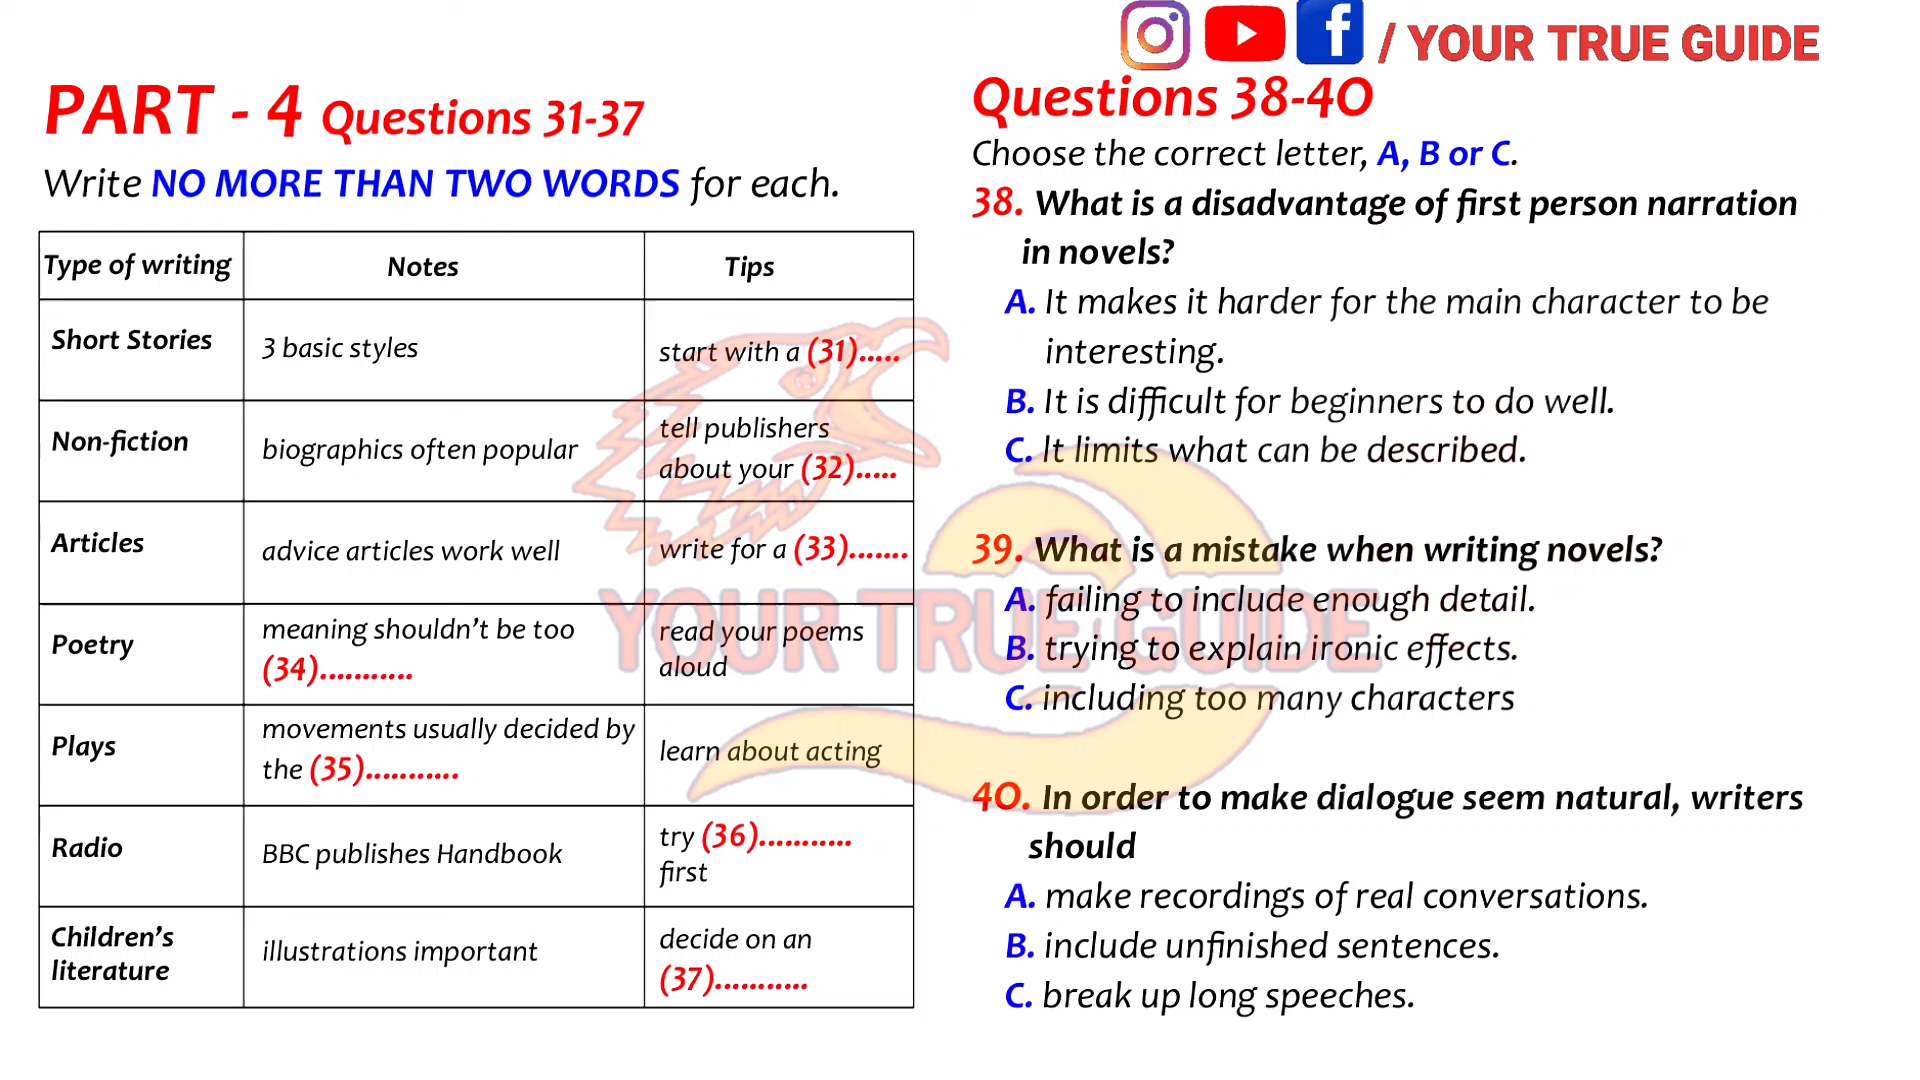 / YOUR TRUE GUIDE
PART - 4 Questions 31-37
Write NO MORE THAN TWO WORDS for each.
Type of writing
Notes
Tips
Short Stories
3 basic styles
start with a (31).....
Non-fiction
biographics often popular
tell publishers
about your (32).....
Articles
advice articles work well
write for a (33).......
Poetry
meaning shouldn't be too
(34)...........
read your poems
aloud
Plays
movements usually decided by
the (35)...........
learn about acting
Radio
BBC publishes Handbook
try (36)...........
first
Children's
literature
illustrations important
decide on an
(37)...........
Questions 38-40
Choose the correct letter, A, B or C.
38. What is a disadvantage of first person narration
in novels?
A. It makes it harder for the main character to be
interesting.
B. It is difficult for beginners to do well.
C. It limits what can be described.
39. What is a mistake when writing novels?
A. failing to include enough detail.
B. trying to explain ironic effects.
C. including too many characters
40. In order to make dialogue seem natural, writers
should
A. make recordings of real conversations.
B. include unfinished sentences.
C. break up long speeches.
YOUR TRUE GUIDE